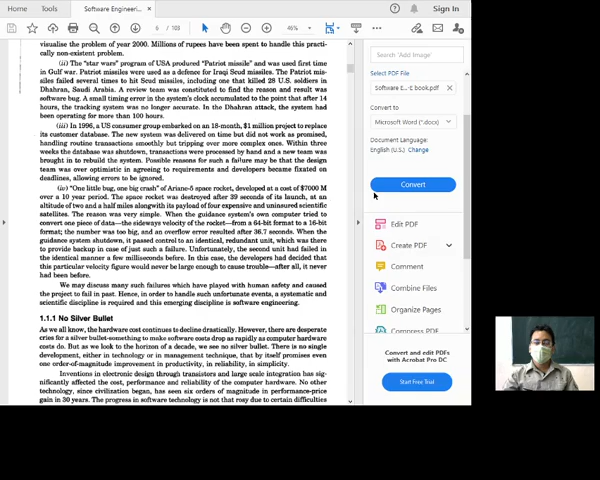 Home
Tools
Software Engineeri...
Sign In
6 / 103
46%
visualise the problem of year 2000. Millions of rupees have been spent to handle this practi-
cally non-existent problem.
(ii) The "star wars" program of USA produced "Patriot missile" and was used first time
in Gulf war. Patriot missiles were used as a defence for Iraqi Scud missiles. The Patriot mis-
siles failed several times to hit Scud missiles, including one that killed 28 U.S. soldiers in
Dhahran, Saudi Arabia. A review team was constituted to find the reason and result was
software bug. A small timing error in the system's clock accumulated to the point that after 14
hours, the tracking system was no longer accurate. In the Dhahran attack, the system had
been operating for more than 100 hours.
(iii) In 1996, a US consumer group embarked on an 18-month, $1 million project to replace
its customer database. The new system was delivered on time but did not work as promised,
handling routine transactions smoothly but tripping over more complex ones. Within three
weeks the database was shutdown, transactions were processed by hand and a new team was
brought in to rebuild the system. Possible reasons for such a failure may be that the design
team was over optimistic in agreeing to requirements and developers became fixated on
deadlines, allowing errors to be ignored.
(iv) "One little bug, one big crash" of Ariane-5 space rocket, developed at a cost of $7000 M
over a 10 year period. The space rocket was destroyed after 39 seconds of its launch, at an
altitude of two and a half miles alongwith its payload of four expensive and uninsured scientific
satellites. The reason was very simple. When the guidance system's own computer tried to
convert one piece of data—the sideways velocity of the rocket—from a 64-bit format to a 16-bit
format; the number was too big, and an overflow error resulted after 36.7 seconds. When the
guidance system shutdown, it passed control to an identical, redundant unit, which was there
to provide backup in case of just such a failure. Unfortunately, the second unit had failed in
the identical manner a few milliseconds before. In this case, the developers had decided that
this particular velocity figure would never be large enough to cause trouble—after all, it never
had been before.
We may discuss many such failures which have played with human safety and caused
the project to fail in past. Hence, in order to handle such unfortunate events, a systematic and
scientific discipline is required and this emerging discipline is software engineering.
1.1.1 No Silver Bullet
As we all know, the hardware cost continues to decline drastically. However, there are desperate
cries for a silver bullet-something to make software costs drop as rapidly as computer hardware
costs do. But as we look to the horizon of a decade, we see no silver bullet. There is no single
development, either in technology or in management technique, that by itself promises even
one order-of-magnitude improvement in productivity, in reliability, in simplicity.
Inventions in electronic design through transistors and large scale integration has sig-
nificantly affected the cost, performance and reliability of the computer hardware. No other
technology, since civilization began, has seen six orders of magnitude in performance-price
gain in 30 years. The progress in software technology is not that rosy due to certain difficulties
Search 'Add Image'
Select PDF File
Software E...-E book.pdf
Convert to
Microsoft Word (*.docx)
Document Language:
English (U.S.) Change
Convert
Edit PDF
Create PDF
Comment
Combine Files
Organize Pages
Compress PDF
Convert and edit PDFs
with Acrobat Pro DC
Start Free Trial